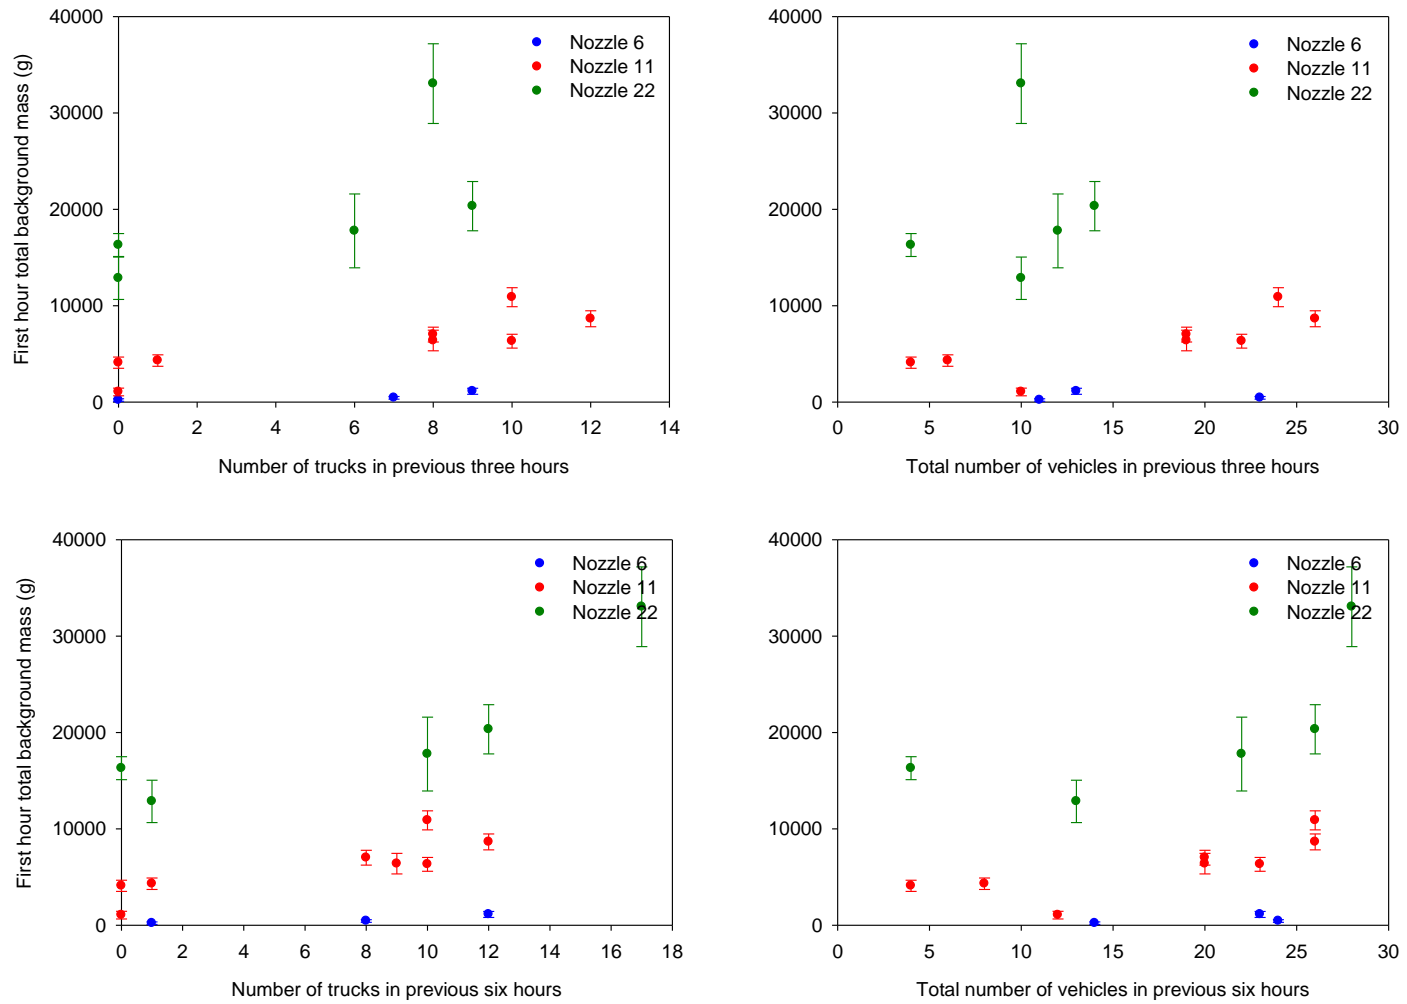 40000
30000
20000
10000
0
First hour total background mass (g)
Nozzle 6
Nozzle 11
Nozzle 22
0 2 4 6 8 10 12 14
Number of trucks in previous three hours
40000
30000
20000
10000
0
Nozzle 6
Nozzle 11
Nozzle 22
0 5 10 15 20 25 30
Total number of vehicles in previous three hours
40000
30000
20000
10000
0
First hour total background mass (g)
Nozzle 6
Nozzle 11
Nozzle 22
0 2 4 6 8 10 12 14 16 18
Number of trucks in previous six hours
40000
30000
20000
10000
0
Nozzle 6
Nozzle 11
Nozzle 22
0 5 10 15 20 25 30
Total number of vehicles in previous six hours